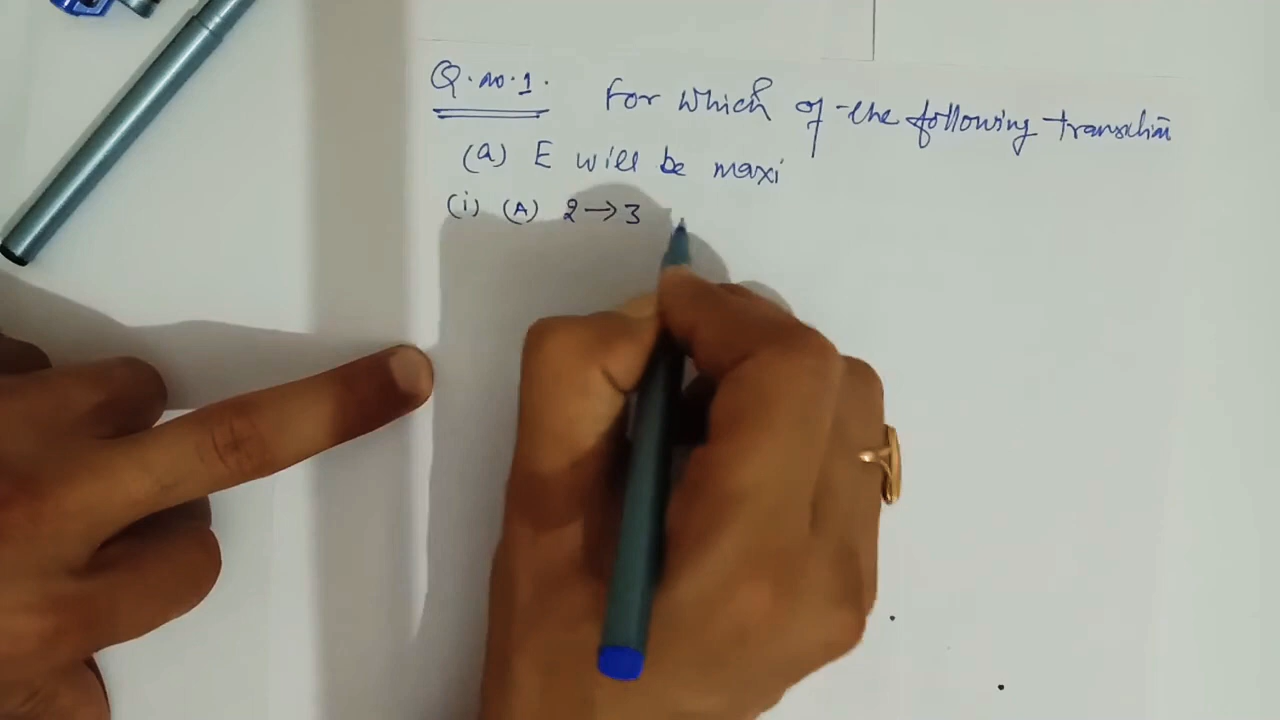 Q.no.1. For which of the following transition
(a) E will be maxi
(i) (A) 2→3